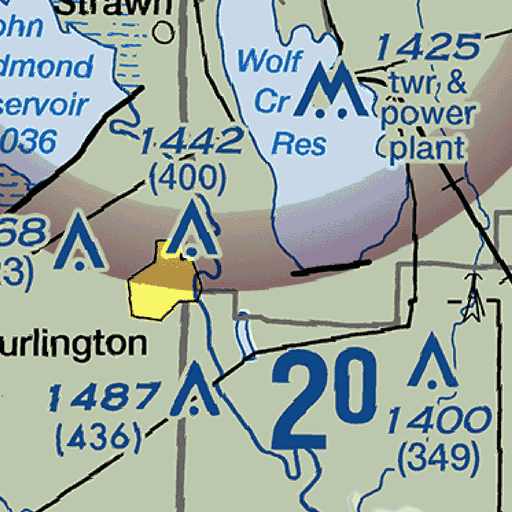 Strawn
ohn
dmond
servoir
036
Wolf
Cr
Res
1425
twr, &
power
plant
1442
(400)
68
23)
urlington
1487
(436)
20
1400
(349)